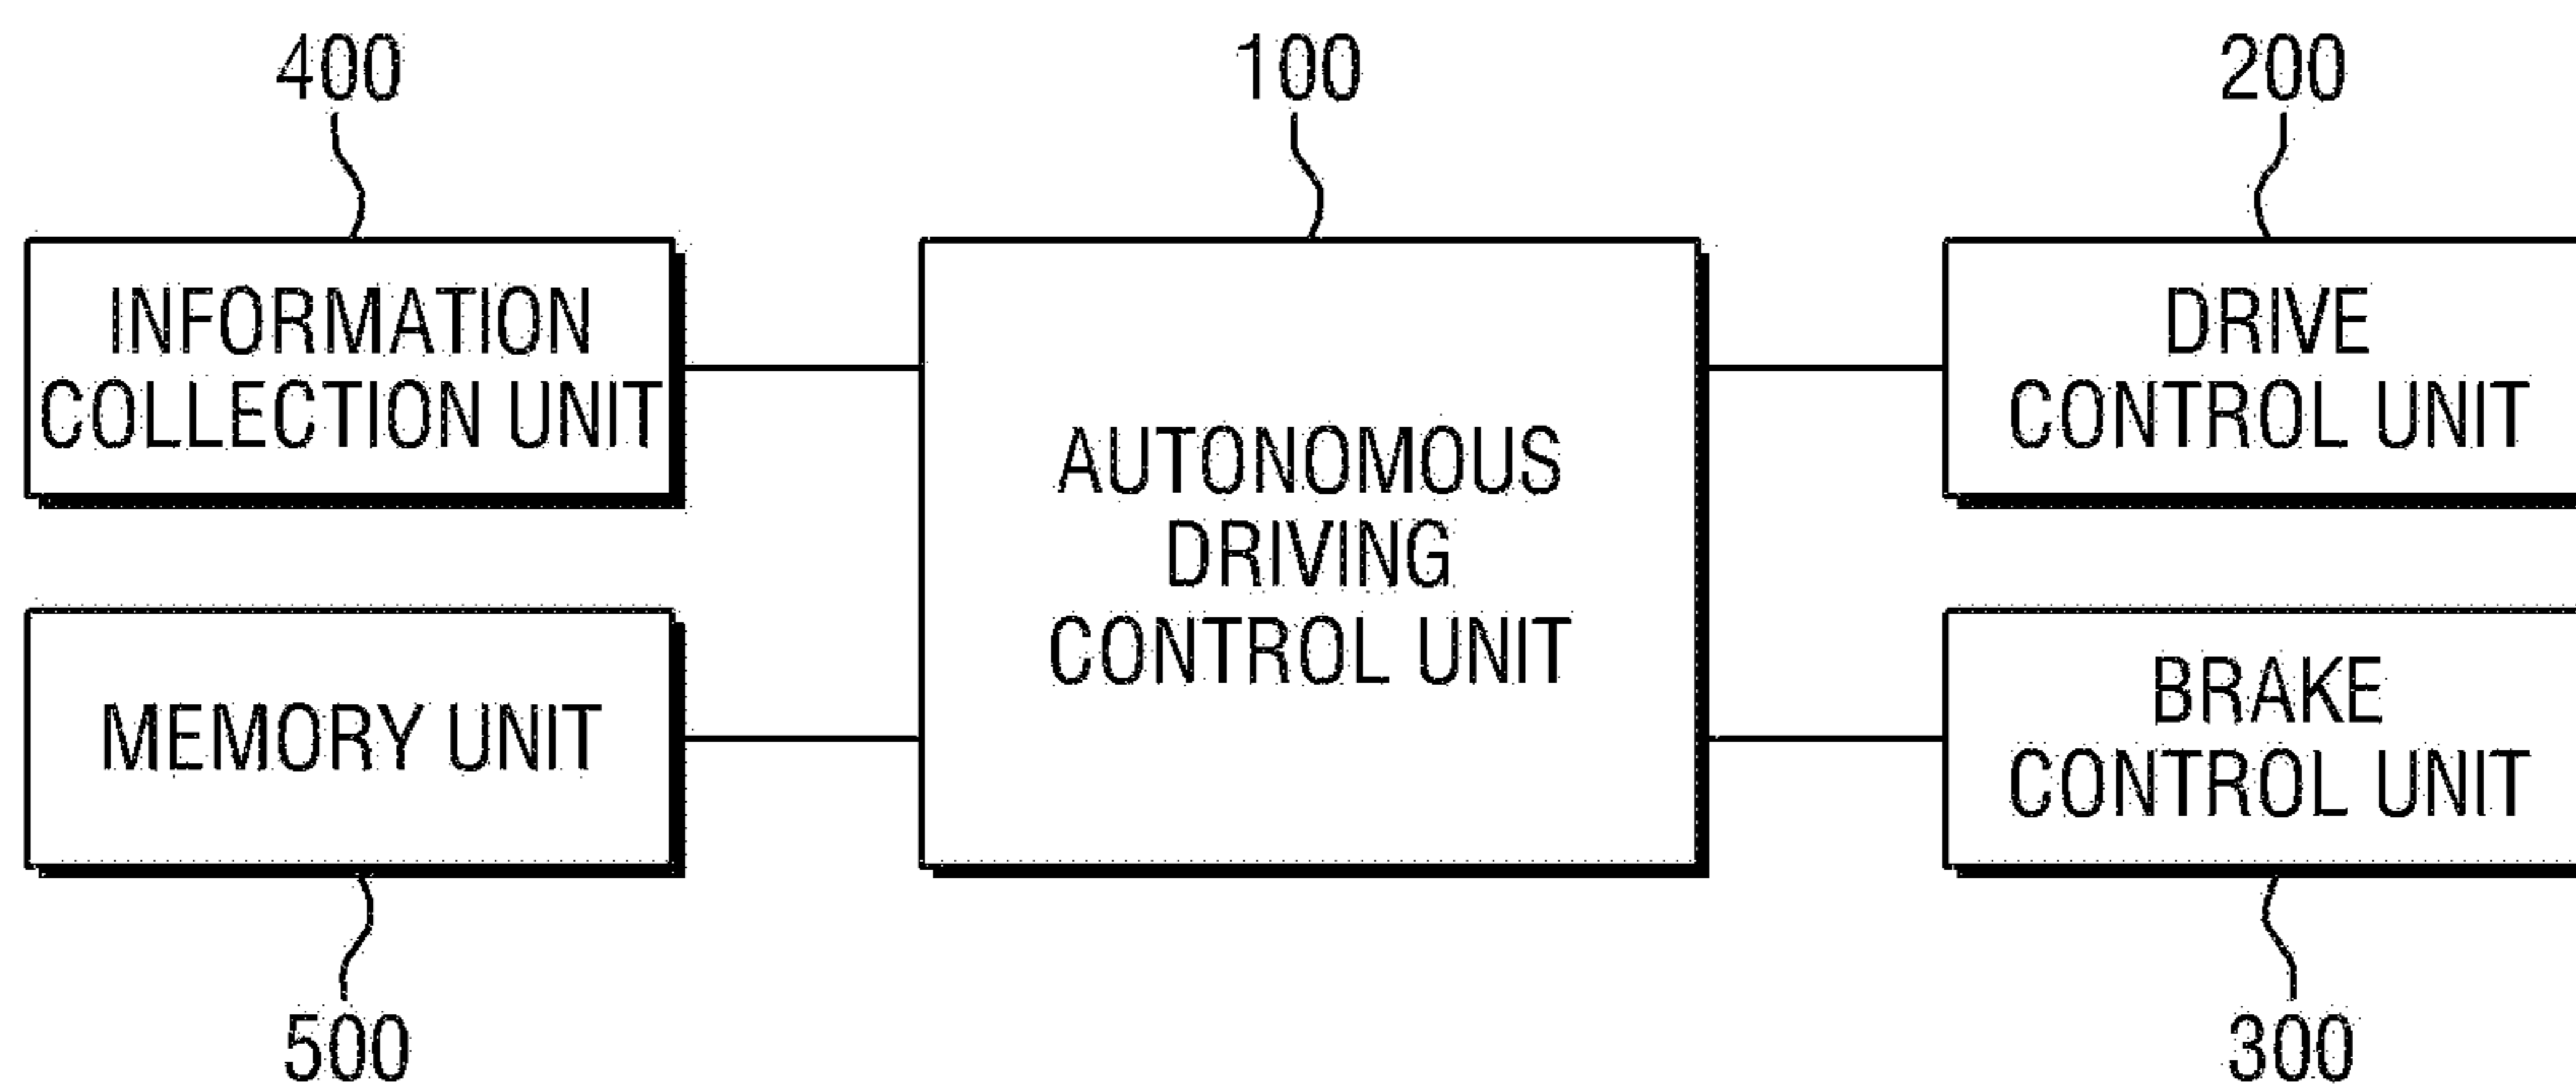 400
100
200
INFORMATION
COLLECTION UNIT
AUTONOMOUS
DRIVING
CONTROL UNIT
DRIVE
CONTROL UNIT
MEMORY UNIT
BRAKE
CONTROL UNIT
500
300